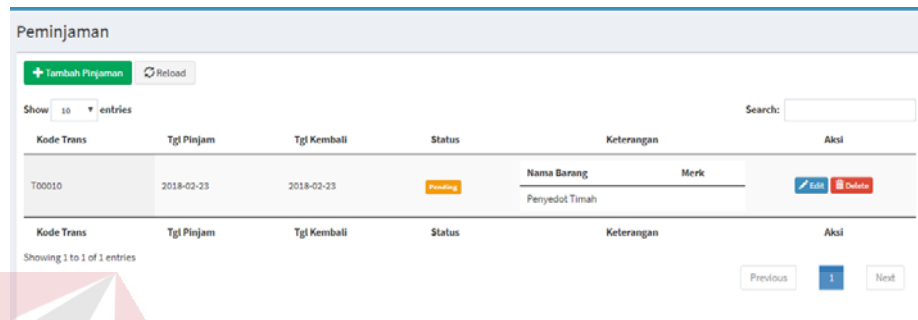 Peminjaman
Tambah Pinjaman Reload
Show 10 entries Search:
Kode Trans Tgl Pinjam Tgl Kembali Status Keterangan Aksi
Nama Barang Merk
T00010 2018-02-23 2018-02-23 Pending Edit Delete
Penyedot Timah
Kode Trans Tgl Pinjam Tgl Kembali Status Keterangan Aksi
Showing 1 to 1 of 1 entries
Previous 1 Next